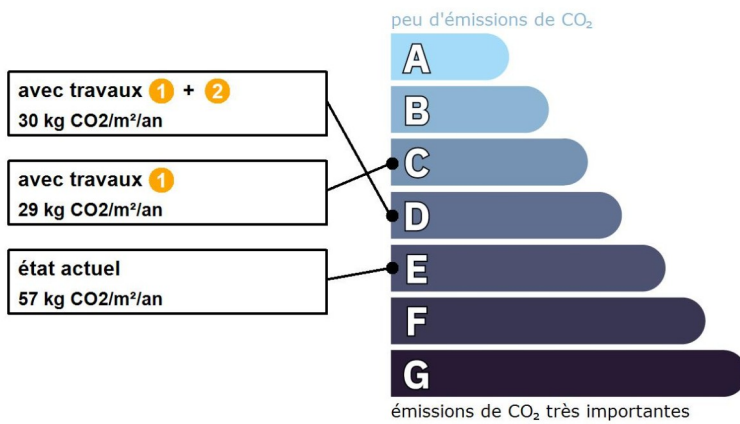 peu d'émissions de CO₂
avec travaux 1 + 2
30 kg CO2/m²/an
avec travaux 1
29 kg CO2/m²/an
état actuel
57 kg CO2/m²/an
A
B
C
D
E
F
G
émissions de CO₂ très importantes